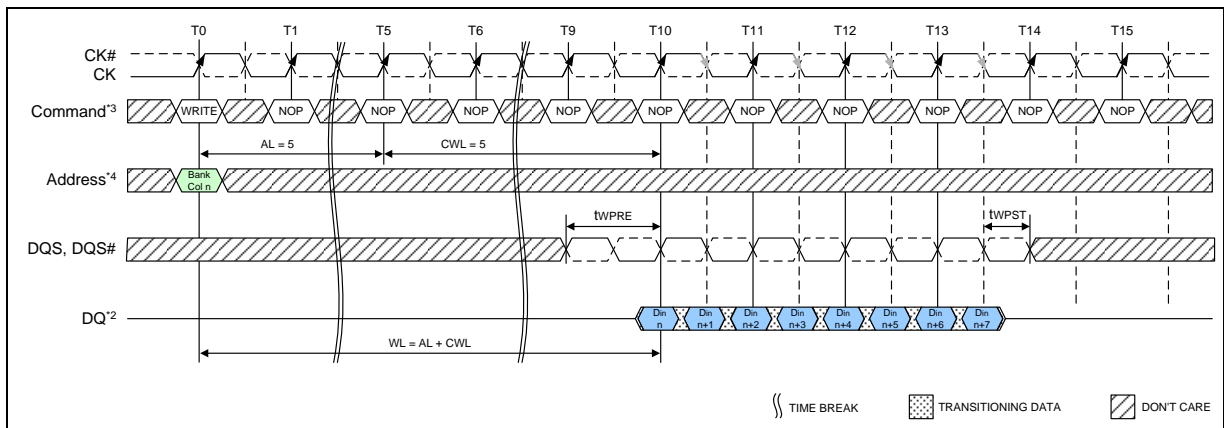 T0 T1 T5 T6 T9 T10 T11 T12 T13 T14 T15
CK#
CK
Command*3 WRITE NOP NOP NOP NOP NOP NOP NOP NOP NOP NOP
AL = 5 CWL = 5
Address*4 Bank
Col n
tWPRE tWPST
DQS, DQS#
DQ*2 Din Din Din Din Din Din Din Din
n n+1 n+2 n+3 n+4 n+5 n+6 n+7
WL = AL + CWL
TIME BREAK TRANSITIONING DATA DON'T CARE